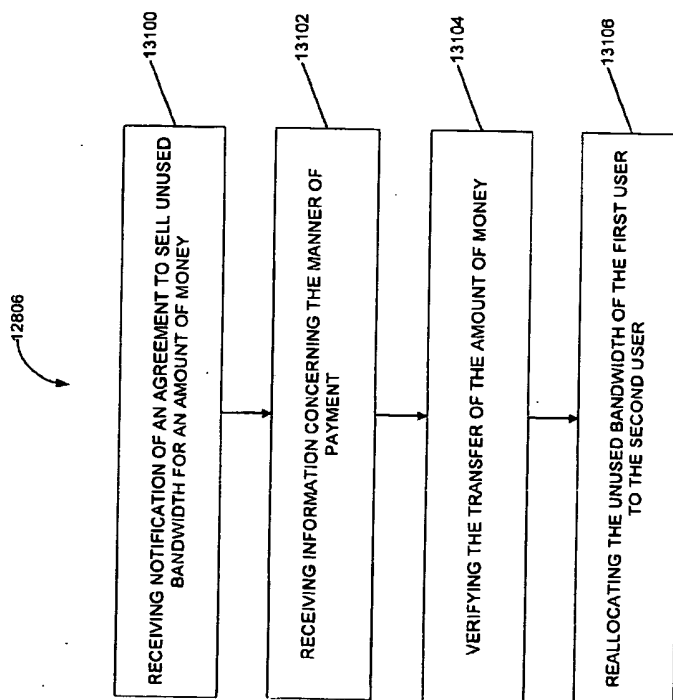 12806
RECEIVING NOTIFICATION OF AN AGREEMENT TO SELL UNUSED
BANDWIDTH FOR AN AMOUNT OF MONEY
13100
RECEIVING INFORMATION CONCERNING THE MANNER OF
PAYMENT
13102
VERIFYING THE TRANSFER OF THE AMOUNT OF MONEY
13104
REALLOCATING THE UNUSED BANDWIDTH OF THE FIRST USER
TO THE SECOND USER
13106